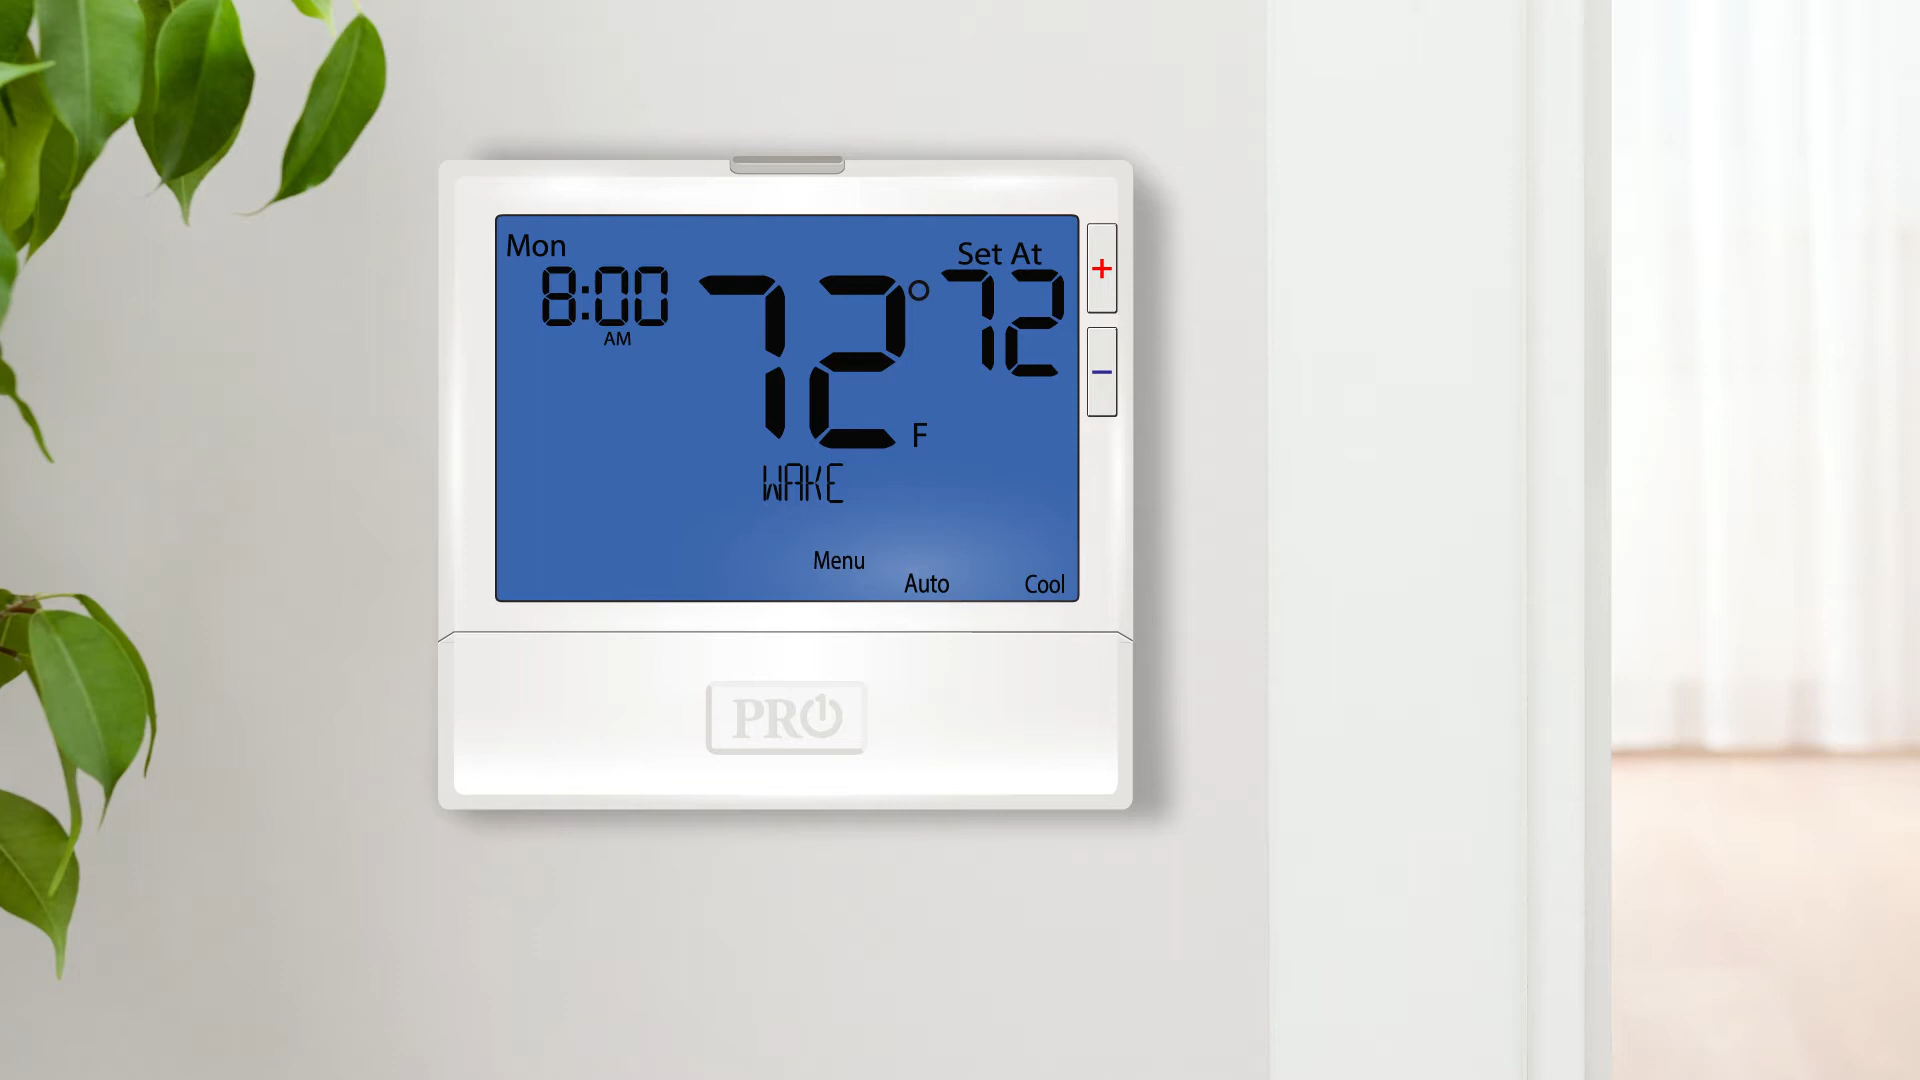 Mon
Set At
8:00
AM
72°
F
72
+
−
WAKE
Menu
Auto
Cool
PRO